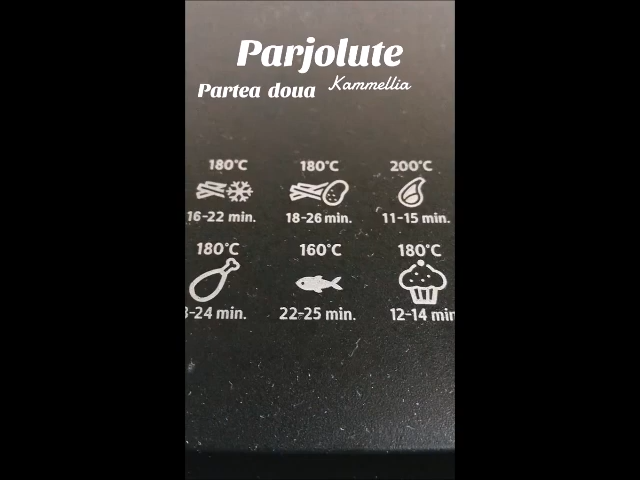 Parjolute
Partea doua Kammellia
180°C 180°C 200°C
16-22 min. 18-26 min. 11-15 min.
180°C 160°C 180°C
-24 min. 22-25 min. 12-14 min